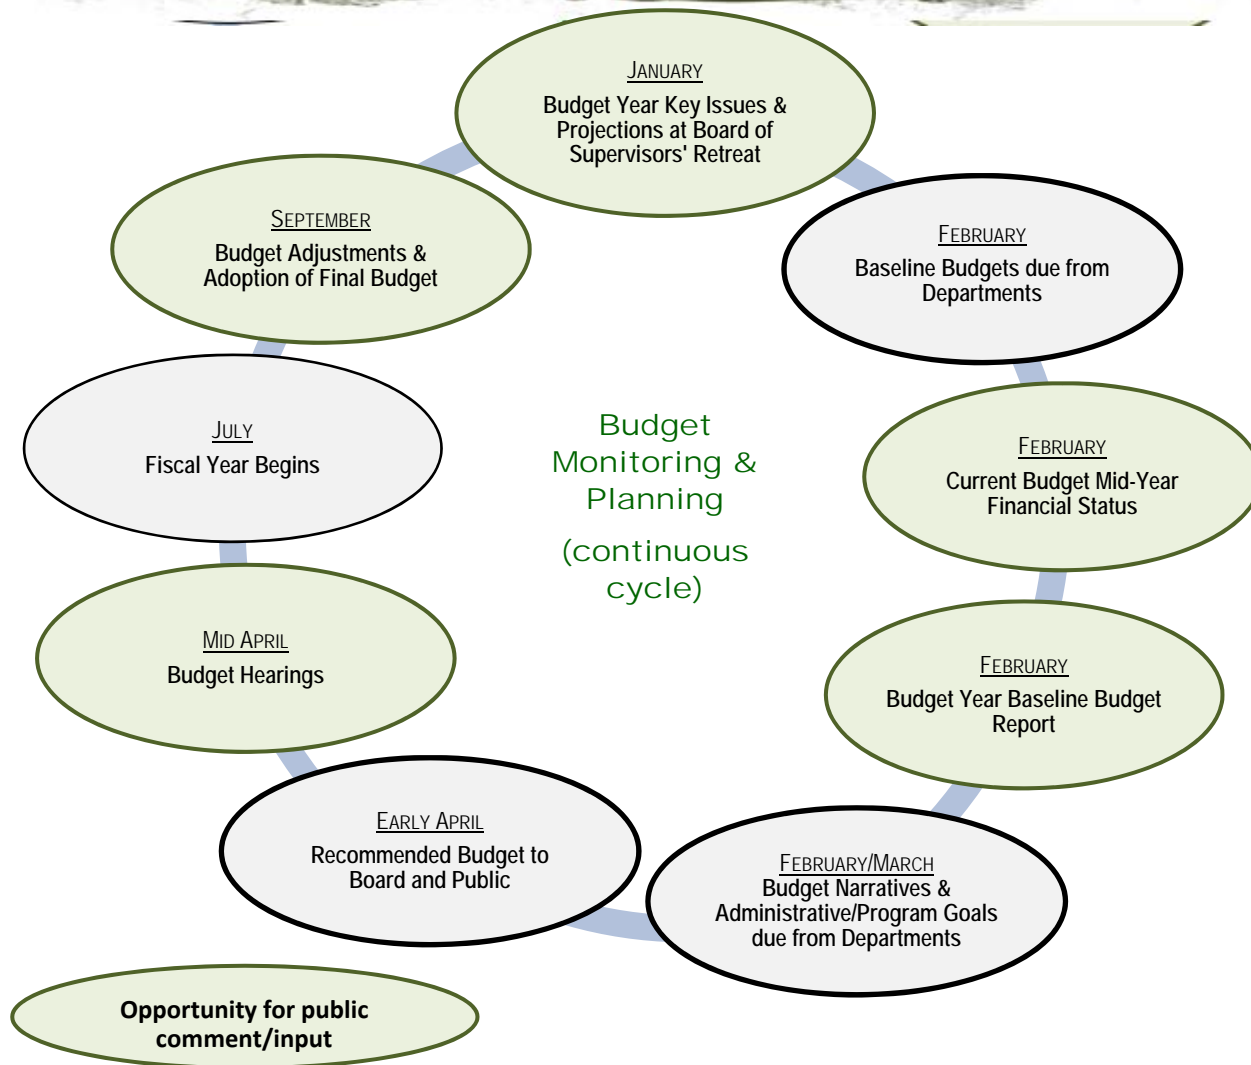 JANUARY
Budget Year Key Issues &
Projections at Board of
Supervisors' Retreat
FEBRUARY
Baseline Budgets due from
Departments
FEBRUARY
Current Budget Mid-Year
Financial Status
FEBRUARY
Budget Year Baseline Budget
Report
FEBRUARY/MARCH
Budget Narratives &
Administrative/Program Goals
due from Departments
EARLY APRIL
Recommended Budget to
Board and Public
MID APRIL
Budget Hearings
JULY
Fiscal Year Begins
SEPTEMBER
Budget Adjustments &
Adoption of Final Budget
Budget
Monitoring &
Planning
(continuous
cycle)
Opportunity for public
comment/input